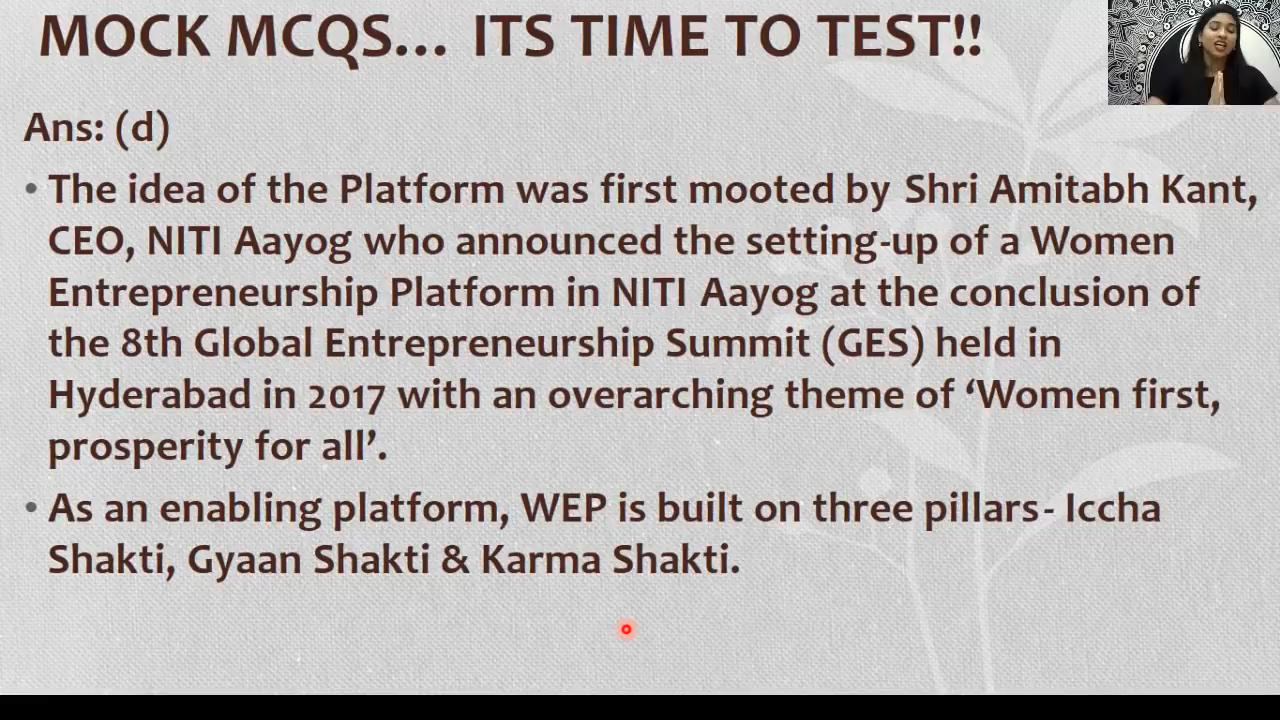 MOCK MCQS... ITS TIME TO TEST!!
Ans: (d)
• The idea of the Platform was first mooted by Shri Amitabh Kant,
CEO, NITI Aayog who announced the setting-up of a Women
Entrepreneurship Platform in NITI Aayog at the conclusion of
the 8th Global Entrepreneurship Summit (GES) held in
Hyderabad in 2017 with an overarching theme of ‘Women first,
prosperity for all’.
• As an enabling platform, WEP is built on three pillars- Iccha
Shakti, Gyaan Shakti & Karma Shakti.